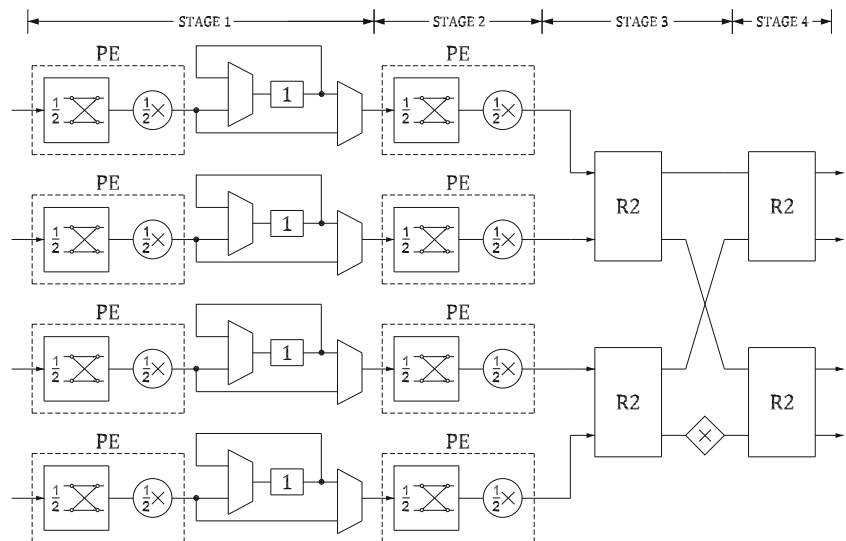 STAGE 1 STAGE 2 STAGE 3 STAGE 4
PE PE
1/2 1/2× 1 1/2 1/2×
PE PE
1/2 1/2× 1 1/2 1/2×
R2 R2
PE PE
1/2 1/2× 1 1/2 1/2×
R2 R2
×
PE PE
1/2 1/2× 1 1/2 1/2×